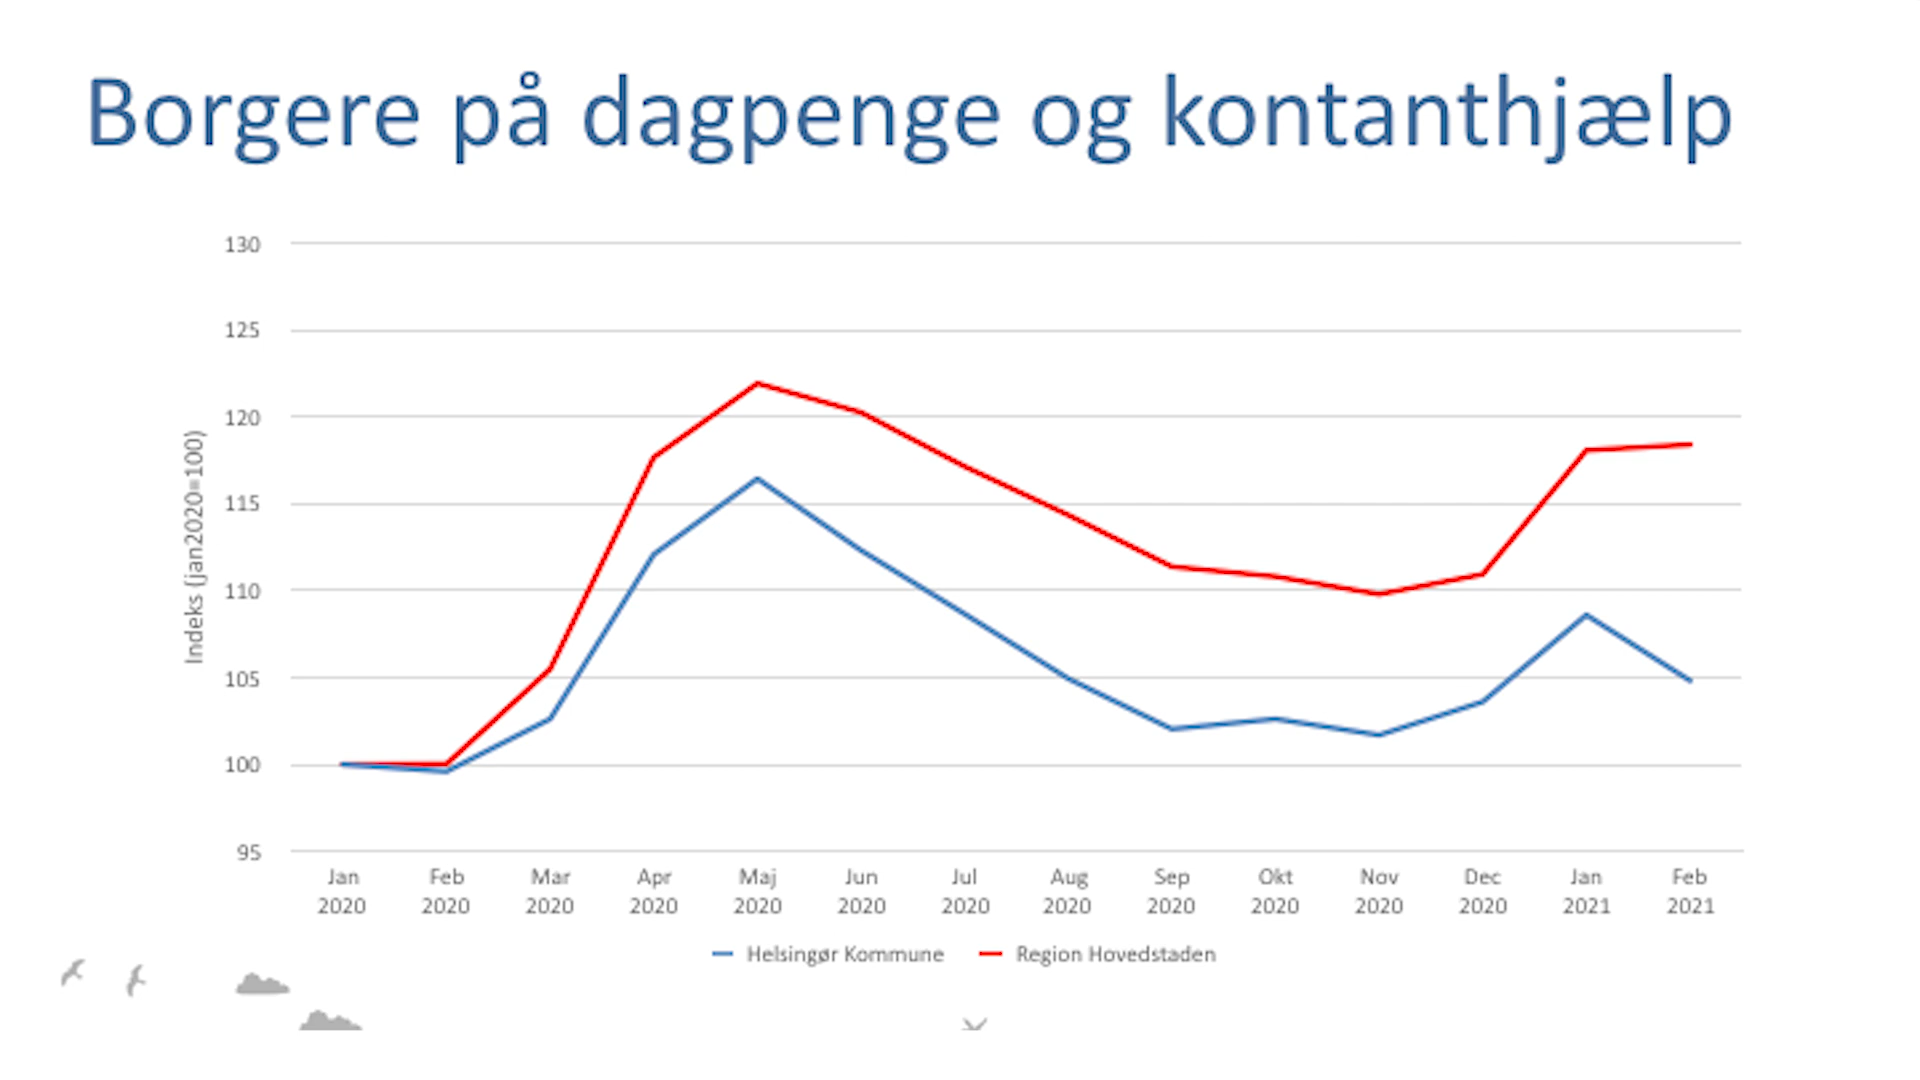 Borgere på dagpenge og kontanthjælp
130
125
120
115
110
105
100
95
Indeks (jan2020=100)
Jan Feb Mar Apr Maj Jun Jul Aug Sep Okt Nov Dec Jan Feb
2020 2020 2020 2020 2020 2020 2020 2020 2020 2020 2020 2020 2021 2021
Helsingør Kommune Region Hovedstaden